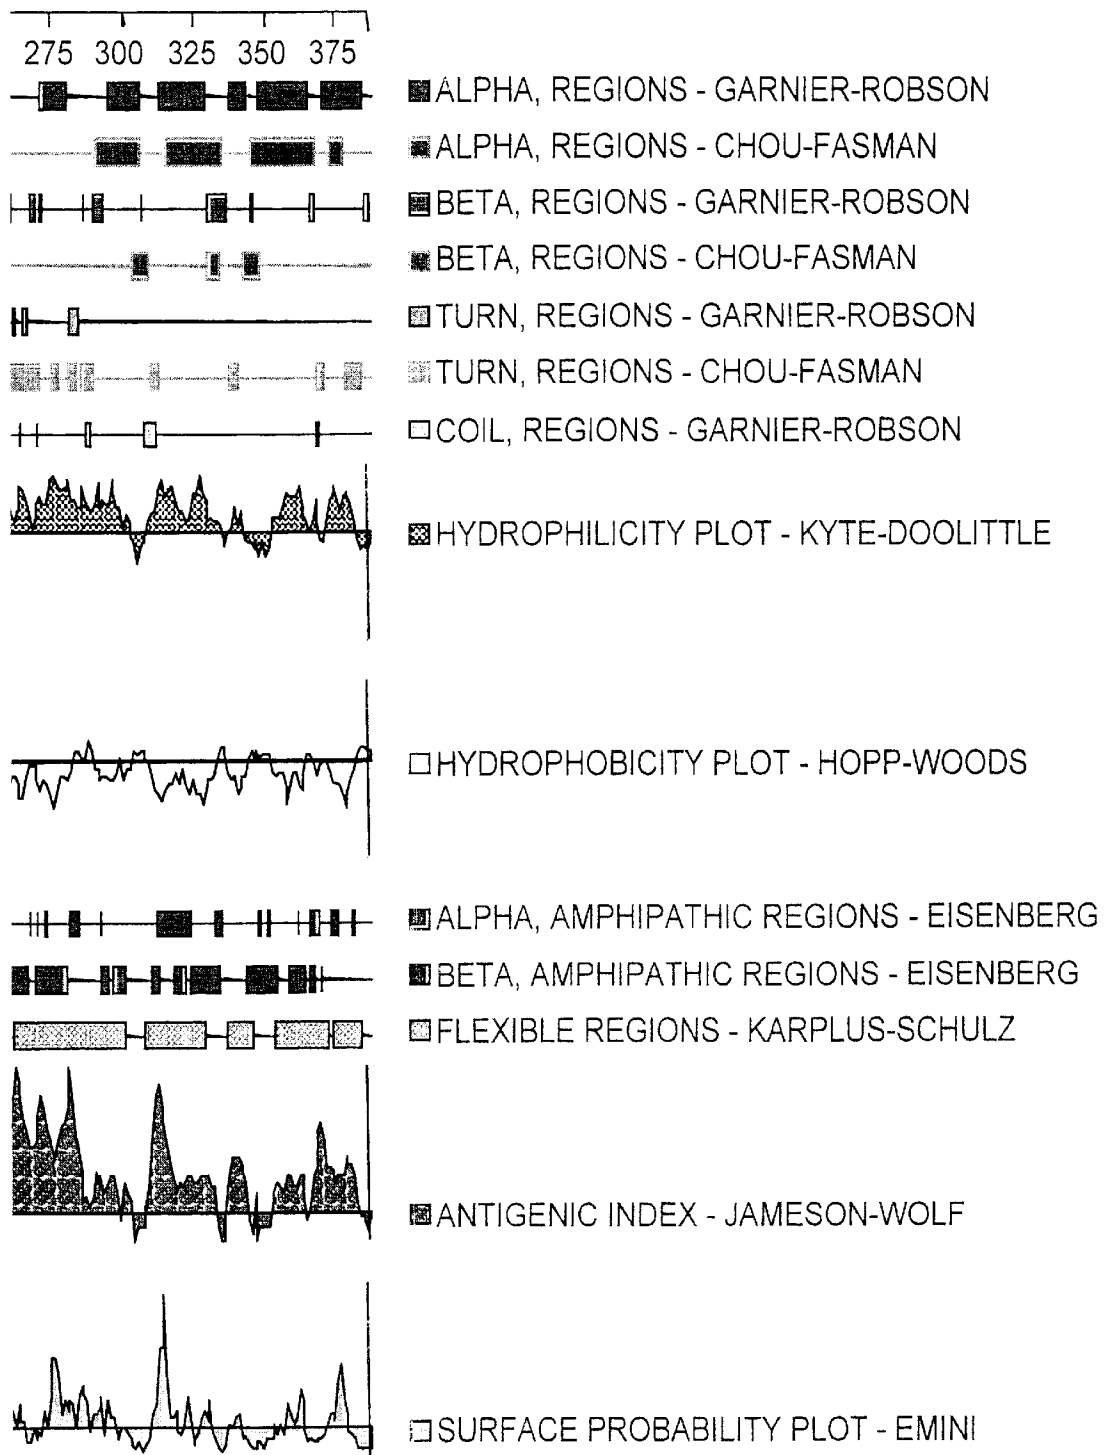 275 300 325 350 375
ALPHA, REGIONS - GARNIER-ROBSON
ALPHA, REGIONS - CHOU-FASMAN
BETA, REGIONS - GARNIER-ROBSON
BETA, REGIONS - CHOU-FASMAN
TURN, REGIONS - GARNIER-ROBSON
TURN, REGIONS - CHOU-FASMAN
COIL, REGIONS - GARNIER-ROBSON
HYDROPHILICITY PLOT - KYTE-DOOLITTLE
HYDROPHOBICITY PLOT - HOPP-WOODS
ALPHA, AMPHIPATHIC REGIONS - EISENBERG
BETA, AMPHIPATHIC REGIONS - EISENBERG
FLEXIBLE REGIONS - KARPLUS-SCHULZ
ANTIGENIC INDEX - JAMESON-WOLF
SURFACE PROBABILITY PLOT - EMINI